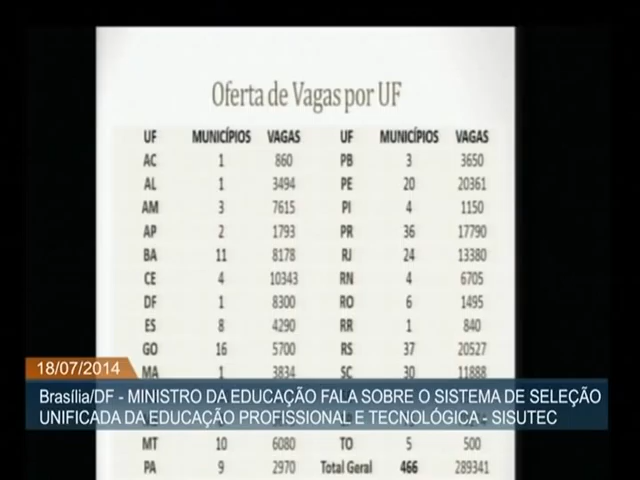 Oferta de Vagas por UF
UF MUNICÍPIOS VAGAS UF MUNICÍPIOS VAGAS
AC 1 860 PB 3 3650
AL 1 3494 PE 20 20361
AM 3 7615 PI 4 1150
AP 2 1793 PR 36 17790
BA 11 8178 RJ 24 13380
CE 4 10343 RN 4 6705
DF 1 8300 RO 6 1495
ES 8 4290 RR 1 840
GO 16 5700 RS 37 20527
MA 1 3834 SC 30 11888
18/07/2014
Brasília/DF - MINISTRO DA EDUCAÇÃO FALA SOBRE O SISTEMA DE SELEÇÃO
UNIFICADA DA EDUCAÇÃO PROFISSIONAL E TECNOLÓGICA - SISUTEC
MT 10 6080 TO 5 500
PA 9 2970 Total Geral 466 289341